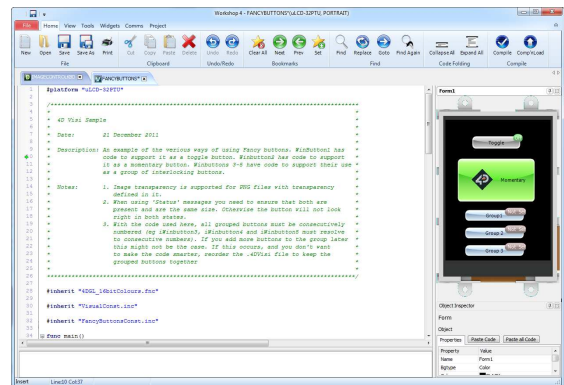 Workshop 4 - FANCYBUTTONS*(uLCD-32PTU, PORTRAIT)
File Home View Tools Widgets Comms Project
New Open Save Save As Print Cut Copy Paste Delete Undo Redo Clear All Next Prev Set Find Replace Goto Find Again Collapse All Expand All Compile Comp'nLoad
File Clipboard Undo/Redo Bookmarks Find Code Folding Compile
FANCYBUTTONS*
#platform "uLCD-32PTU"
/*
* 4D Visi Sample
* Date: 21 December 2011
* Description: An example of the verious ways of using Fancy buttons. WinButton1 has
* code to support it as a toggle button. Winbutton2 has code to support
* it as a momentary button. Winbuttons 3-5 have code to support their use *
* as a group of interlocking buttons.
* Notes: 1. Image transparency is supported for PNG files with transparency
* defined in it.
* 2. When using 'Status' messages you need to ensure that both are
* present and are the same size. Otherwise the button will not look
* right in both states.
* 3. With the code used here, all grouped buttons must be consecutively
* numbered (eg iWinbutton3, iWinbutton4 and iWinbutton5 must resolve
* to consecutive numbers). If you add more buttons to the group later
* this might not be the case. If this occurs, and you don't want
* to make the code smarter, reorder the .4DVisi file to keep the
* grouped buttons together
*/
#inherit "4DGL_16bitColours.fnc"
#inherit "VisualConst.inc"
#inherit "FancyButtonsConst.inc"
func main()
Form1
Toggle
4D Momentary
Group1
Group 2
Group 3
Object Inspector
Form
Object
Properties Paste Code Paste all Code
Property Value
Name Form1
Bgtype Color
Insert Line:10 Col:37